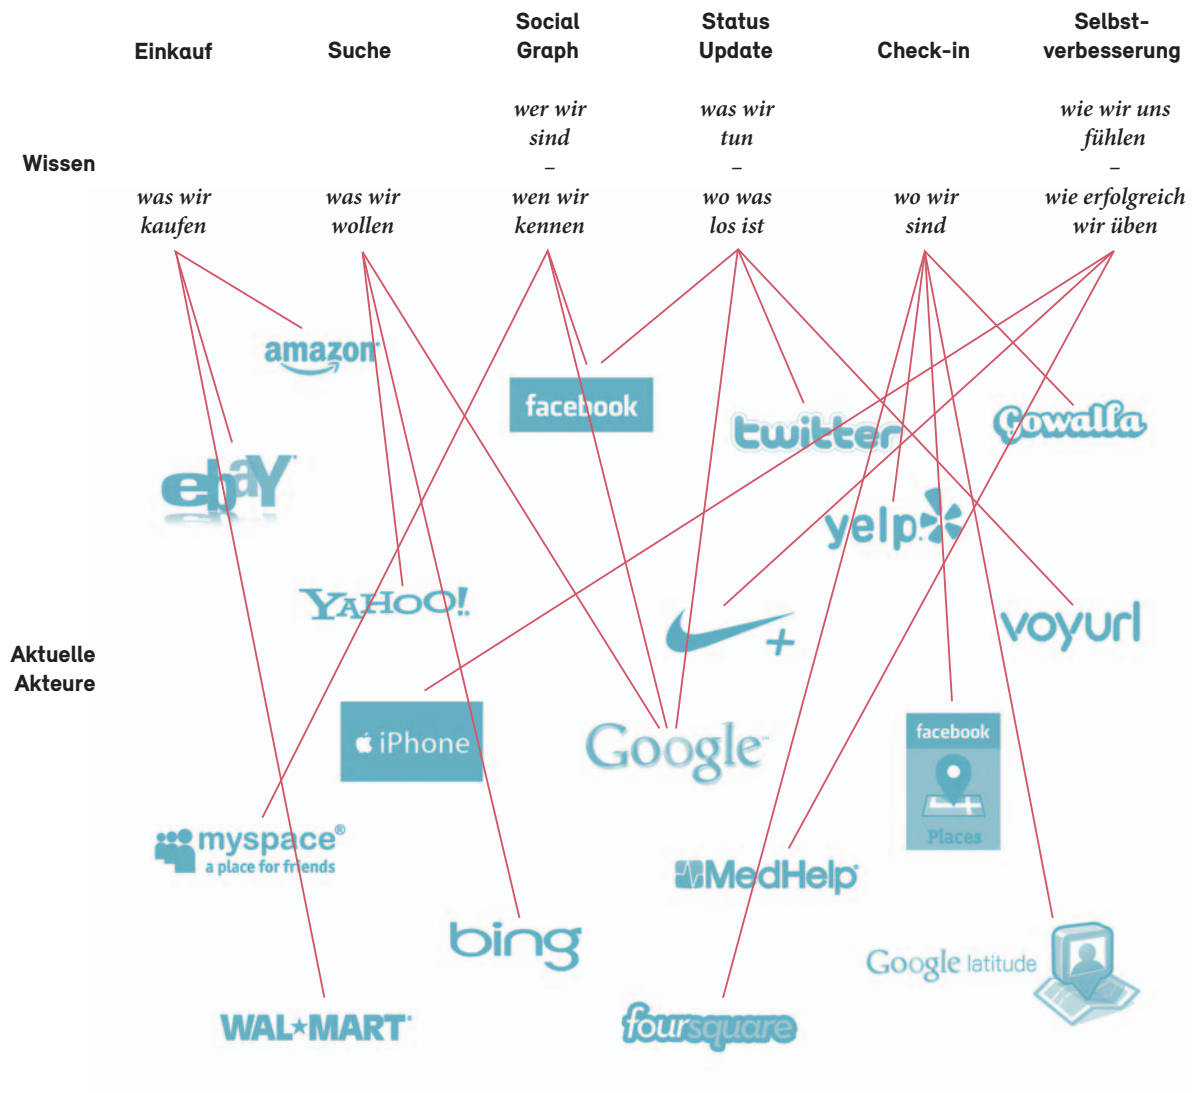 Einkauf
Suche
Social
Graph
Status
Update
Check-in
Selbst-
verbesserung
Wissen
was wir
kaufen
was wir
wollen
wer wir
sind
–
wen wir
kennen
was wir
tun
–
wo was
los ist
wo wir
sind
wie wir uns
fühlen
–
wie erfolgreich
wir üben
Aktuelle
Akteure
amazon
facebook
twitter
Gowalla
ebaY
yelp
YAHOO!
+
voyurl
iPhone
Google™
facebook
Places
myspace®
a place for friends
MedHelp
bing
Google latitude
WAL★MART
foursquare